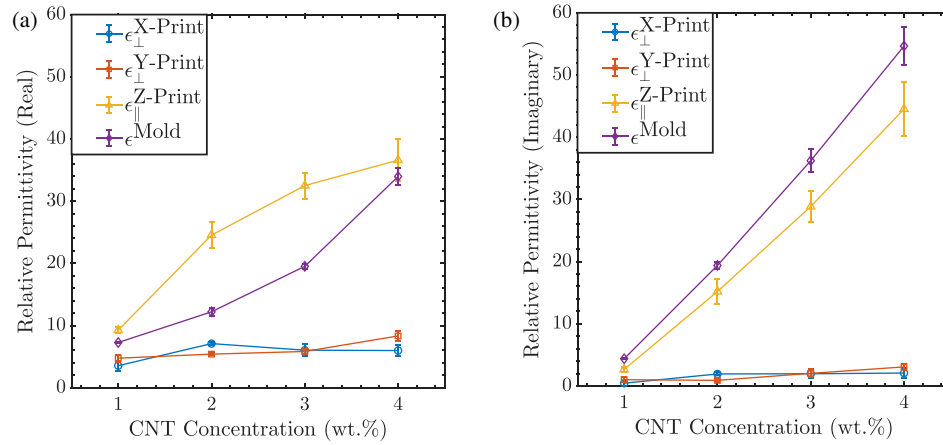 (a)
Relative Permittivity (Real)
60
50
40
30
20
10
0
ϵ⊥^X-Print
ϵ⊥^Y-Print
ϵ∥^Z-Print
ϵ^Mold
1 2 3 4
CNT Concentration (wt.%)
(b)
Relative Permittivity (Imaginary)
60
50
40
30
20
10
0
ϵ⊥^X-Print
ϵ⊥^Y-Print
ϵ∥^Z-Print
ϵ^Mold
1 2 3 4
CNT Concentration (wt.%)